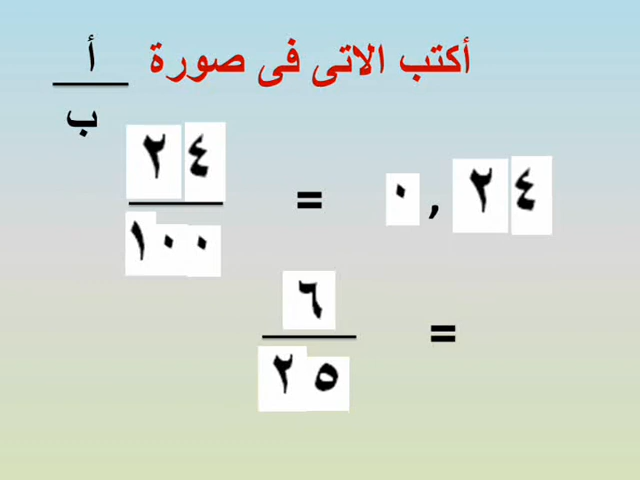 أكتب الاتى فى صورة أ
ب
٠,٢٤ = ٢٤
١٠٠
= ٦
٢٥